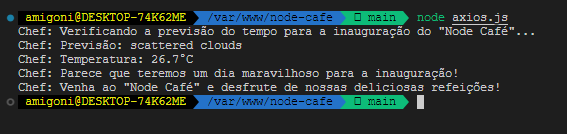 amigoni@DESKTOP-74K62ME /var/www/node-cafe main node axios.js
Chef: Verificando a previsão do tempo para a inauguração do "Node Café"...
Chef: Previsão: scattered clouds
Chef: Temperatura: 26.7°C
Chef: Parece que teremos um dia maravilhoso para a inauguração!
Chef: Venha ao "Node Café" e desfrute de nossas deliciosas refeições!
amigoni@DESKTOP-74K62ME /var/www/node-cafe main